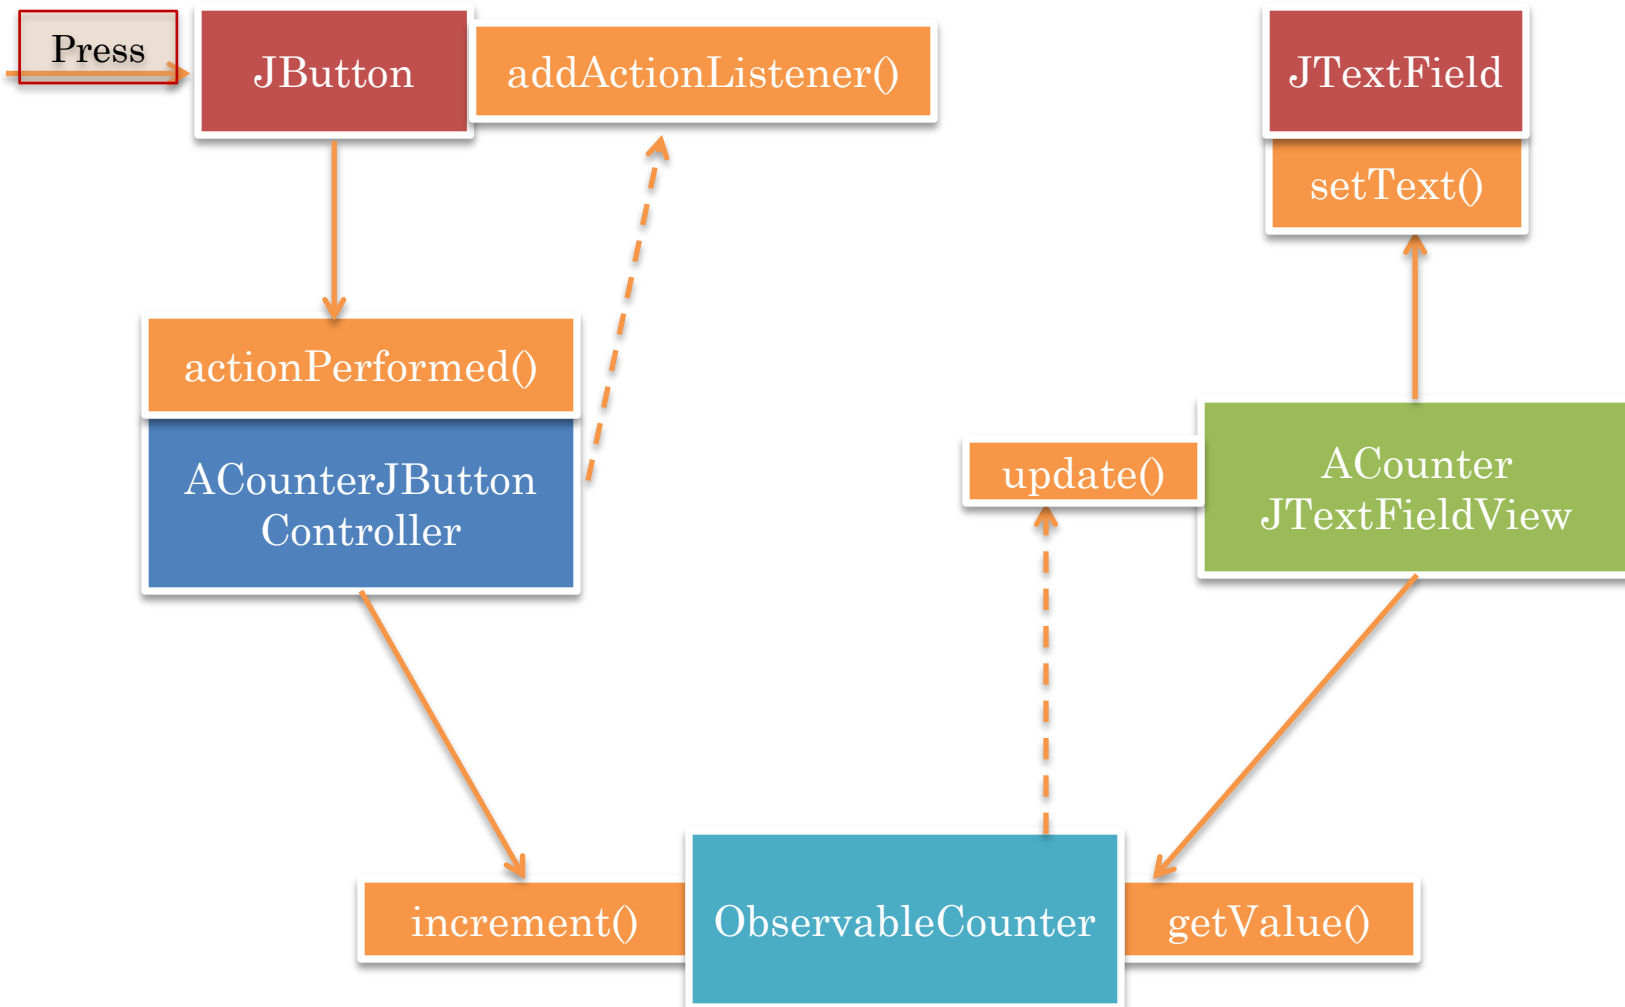 Press
JButton
addActionListener()
JTextField
setText()
actionPerformed()
ACounterJButton
Controller
update()
ACounter
JTextFieldView
increment()
ObservableCounter
getValue()